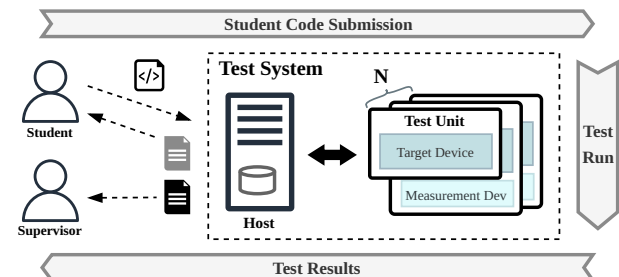 Student Code Submission
Test System
N
</>
Test Unit
Target Device
Measurement Dev
Student
Host
Supervisor
Test
Run
Test Results